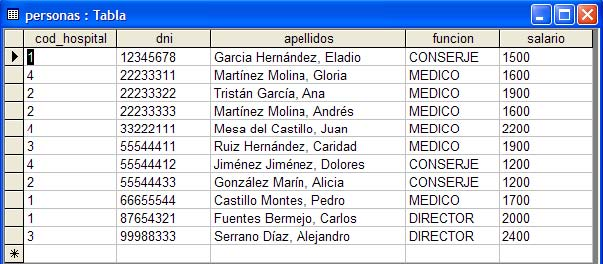 personas : Tabla
cod_hospital dni apellidos funcion salario
1 12345678 Garcia Hernández, Eladio CONSERJE 1500
4 22233311 Martínez Molina, Gloria MEDICO 1600
2 22233322 Tristán García, Ana MEDICO 1900
2 22233333 Martínez Molina, Andrés MEDICO 1600
4 33222111 Mesa del Castillo, Juan MEDICO 2200
3 55544411 Ruiz Hernández, Caridad MEDICO 1900
4 55544412 Jiménez Jiménez, Dolores CONSERJE 1200
2 55544433 González Marín, Alicia CONSERJE 1200
1 66655544 Castillo Montes, Pedro MEDICO 1700
1 87654321 Fuentes Bermejo, Carlos DIRECTOR 2000
3 99988333 Serrano Díaz, Alejandro DIRECTOR 2400